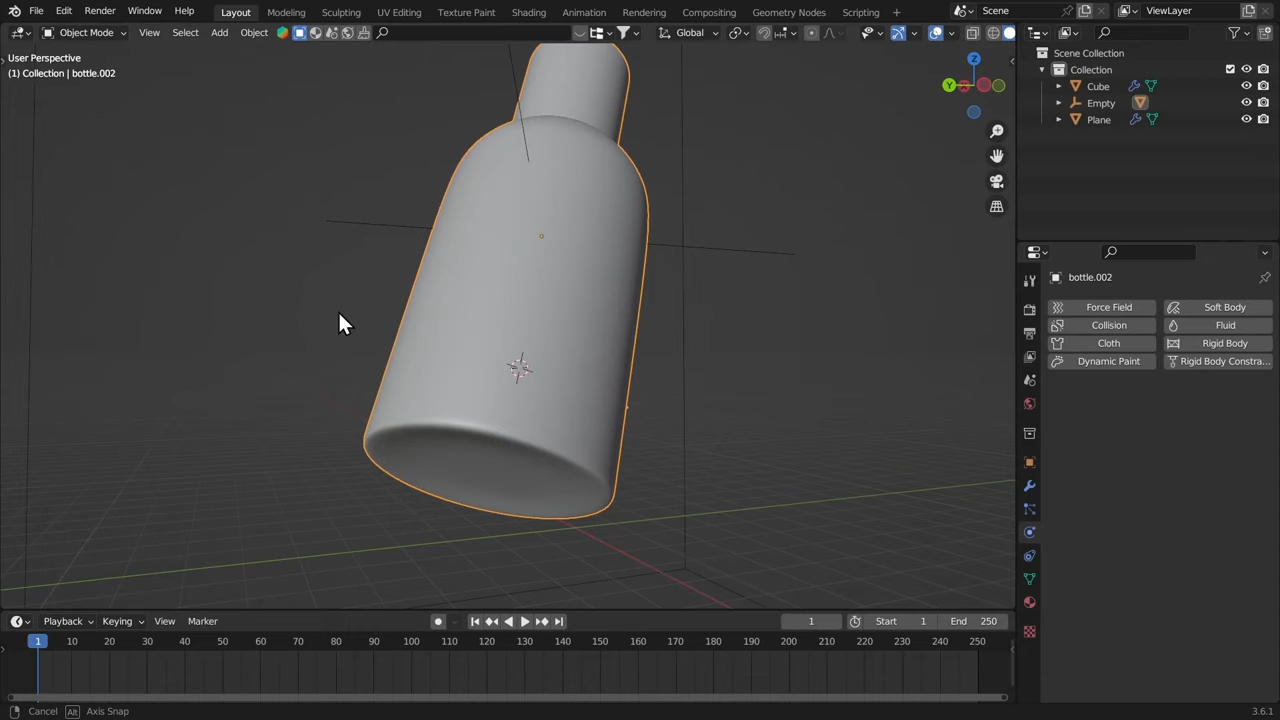 File Edit Render Window Help Layout Modeling Sculpting UV Editing Texture Paint Shading Animation Rendering Compositing Geometry Nodes Scripting + Scene ViewLayer
Object Mode View Select Add Object Global
User Perspective
(1) Collection | bottle.002
Z
Y
X
Scene Collection
Collection
Cube
Empty
Plane
bottle.002
Force Field Soft Body
Collision Fluid
Cloth Rigid Body
Dynamic Paint Rigid Body Constra...
Playback Keying View Marker 1 Start 1 End 250
1 10 20 30 40 50 60 70 80 90 100 110 120 130 140 150 160 170 180 190 200 210 220 230 240 250
Cancel Alt Axis Snap 3.6.1